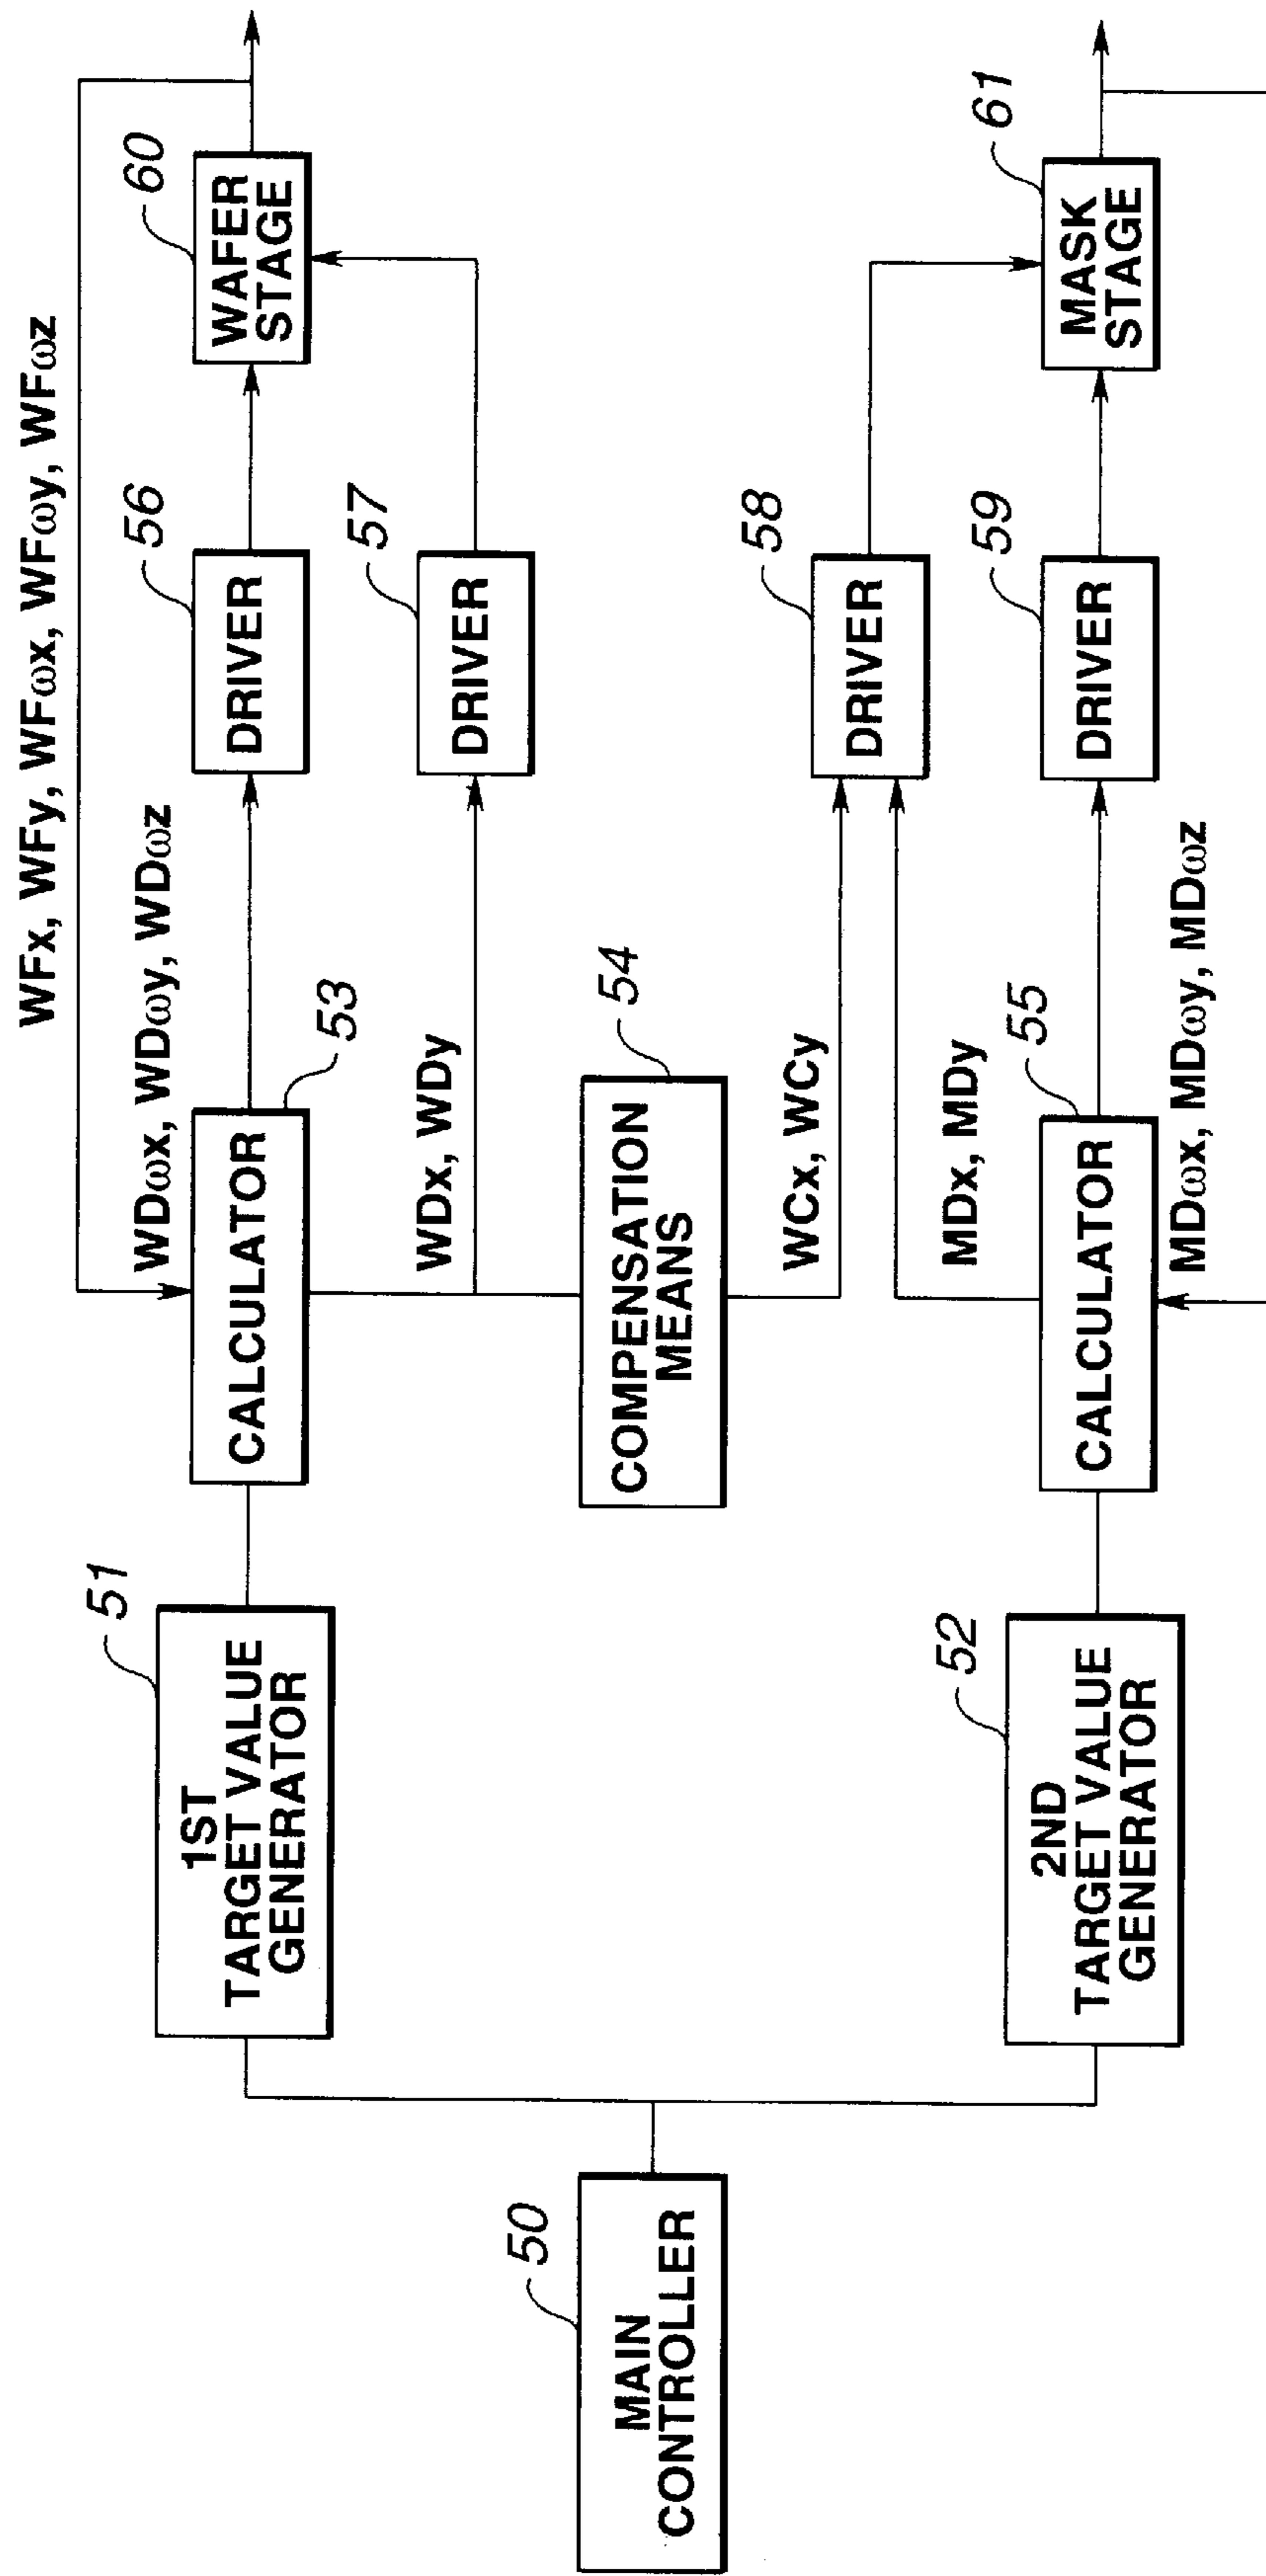 WFx, WFy, WFωx, WFωy, WFωz
60
WAFER
STAGE
56
DRIVER
WDωx, WDωy, WDωz
53
CALCULATOR
51
1ST
TARGET VALUE
GENERATOR
57
DRIVER
WDx, WDy
54
COMPENSATION
MEANS
50
MAIN
CONTROLLER
WCx, WCy
58
DRIVER
MDx, MDy
61
MASK
STAGE
59
DRIVER
55
CALCULATOR
MDωx, MDωy, MDωz
52
2ND
TARGET VALUE
GENERATOR